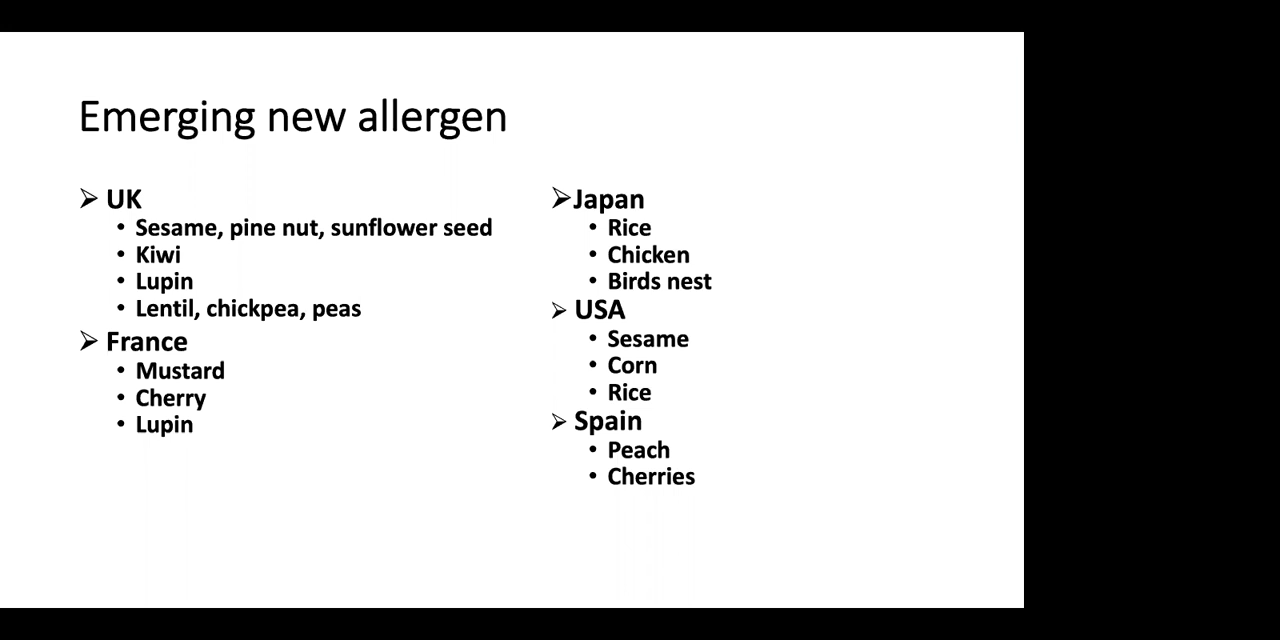 Emerging new allergen
➢ UK
• Sesame, pine nut, sunflower seed
• Kiwi
• Lupin
• Lentil, chickpea, peas
➢ France
• Mustard
• Cherry
• Lupin
➢Japan
• Rice
• Chicken
• Birds nest
➢ USA
• Sesame
• Corn
• Rice
➢ Spain
• Peach
• Cherries